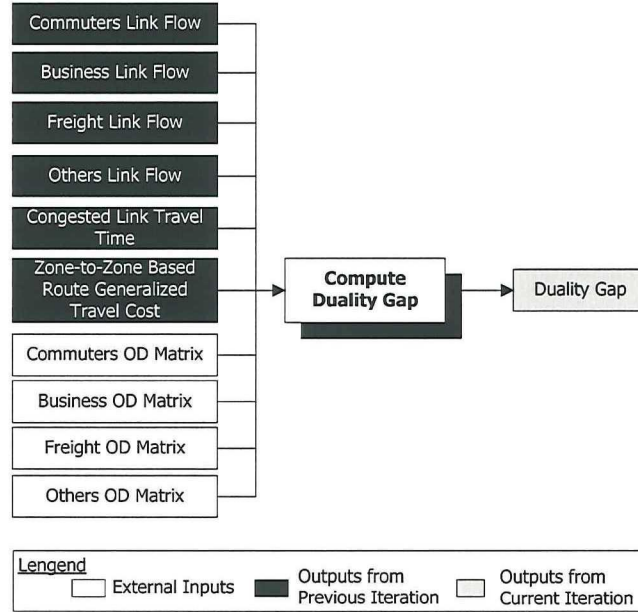 Commuters Link Flow
Business Link Flow
Freight Link Flow
Others Link Flow
Congested Link Travel
Time
Zone-to-Zone Based
Route Generalized
Travel Cost
Commuters OD Matrix
Business OD Matrix
Freight OD Matrix
Others OD Matrix
Compute
Duality Gap
Duality Gap
Lengend
External Inputs
Outputs from
Previous Iteration
Outputs from
Current Iteration